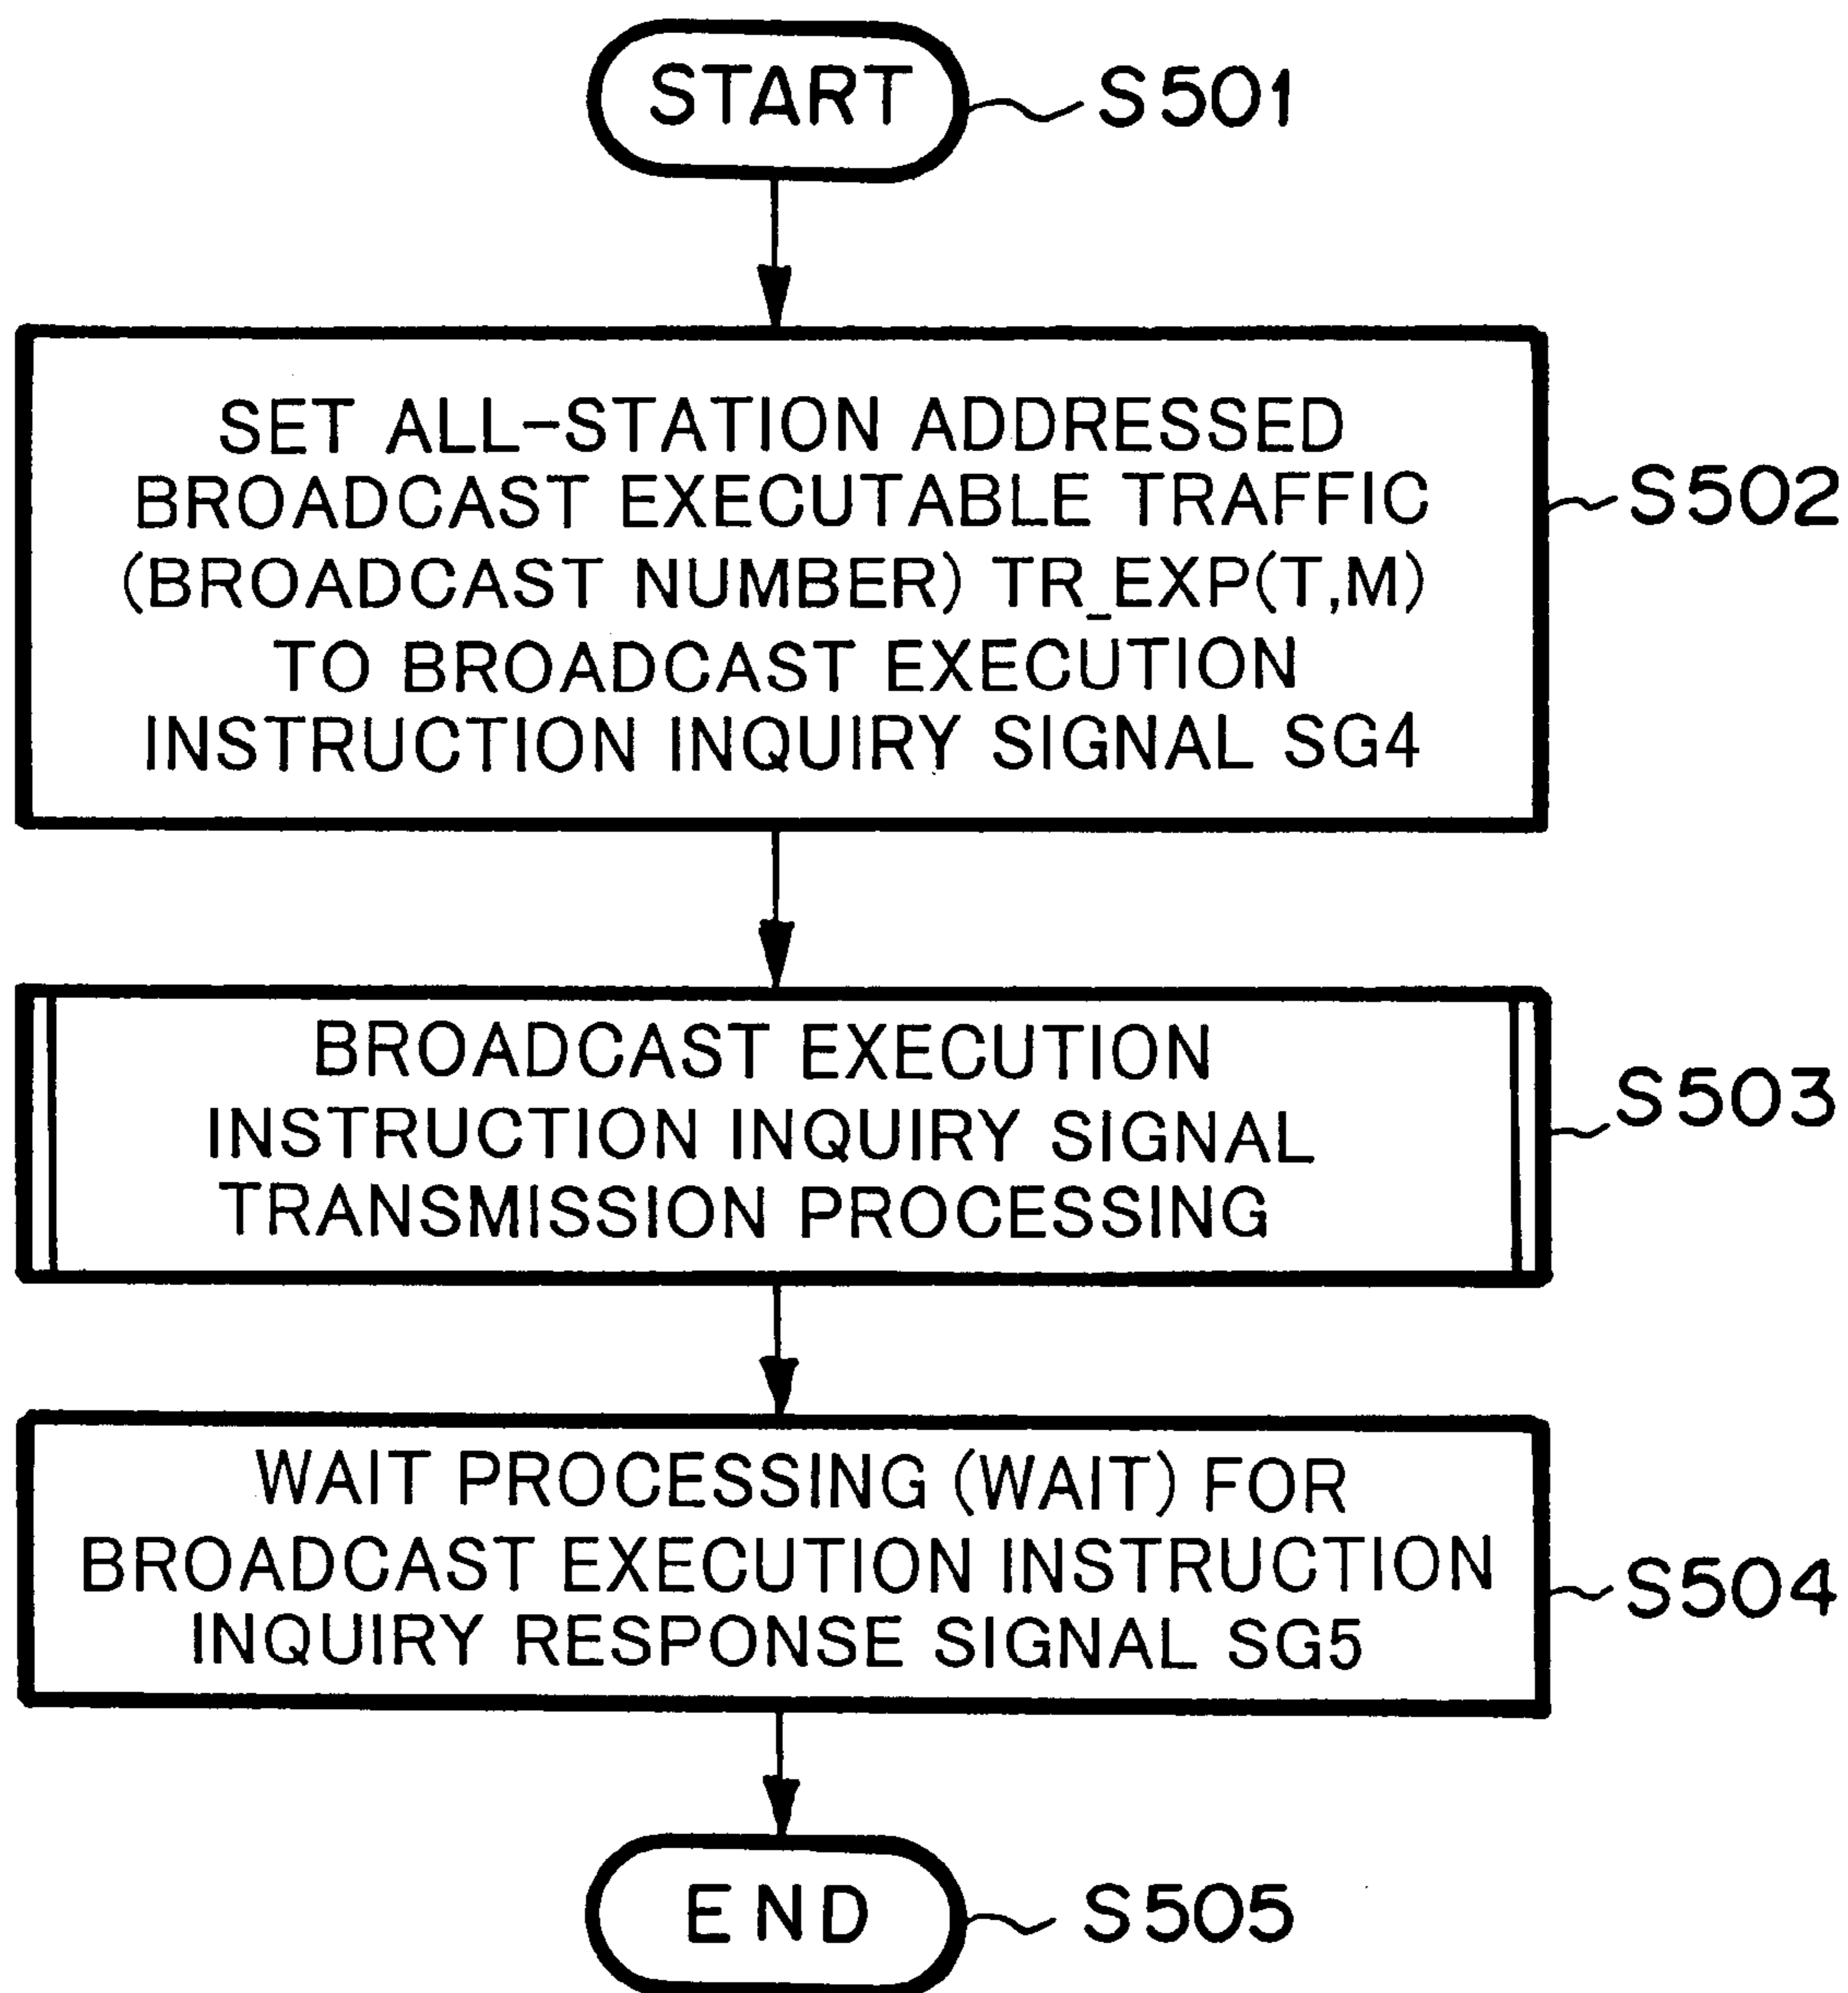 START
S501
SET ALL-STATION ADDRESSED
BROADCAST EXECUTABLE TRAFFIC
(BROADCAST NUMBER) TR_EXP(T,M)
TO BROADCAST EXECUTION
INSTRUCTION INQUIRY SIGNAL SG4
S502
BROADCAST EXECUTION
INSTRUCTION INQUIRY SIGNAL
TRANSMISSION PROCESSING
S503
WAIT PROCESSING (WAIT) FOR
BROADCAST EXECUTION INSTRUCTION
INQUIRY RESPONSE SIGNAL SG5
S504
END
S505